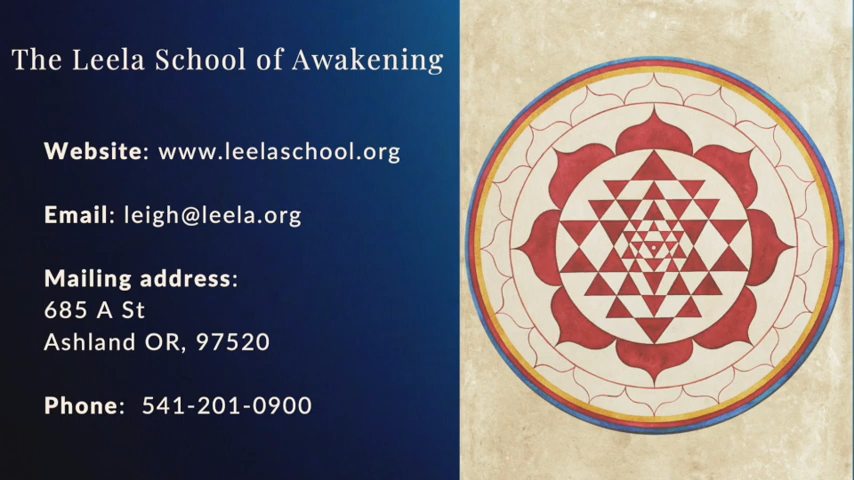 The Leela School of Awakening
Website: www.leelaschool.org
Email: leigh@leela.org
Mailing address:
685 A St
Ashland OR, 97520
Phone: 541-201-0900